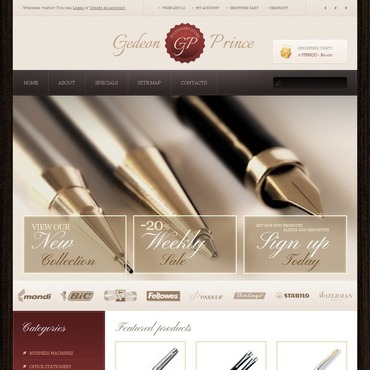 Welcome visitor! You can Login or Create an account.
WISHLIST (0) MY ACCOUNT SHOPPING CART CHECKOUT
€ £ $
Gedeon GP Prince
SHOPPING CART:
0 ITEM(S) - $0.00
HOME ABOUT SPECIALS SITE MAP CONTACTS
VIEW OUR
New
Collection
-20%
Weekly
Sale
GET OUR NEW PRODUCTS
ALERTS AND DISCOUNTS
Sign up
Today
mondi BIC Fellowes PARKER STABILO WATERMAN
Categories
BUSINESS MACHINES
OFFICE STATIONERY
Featured products